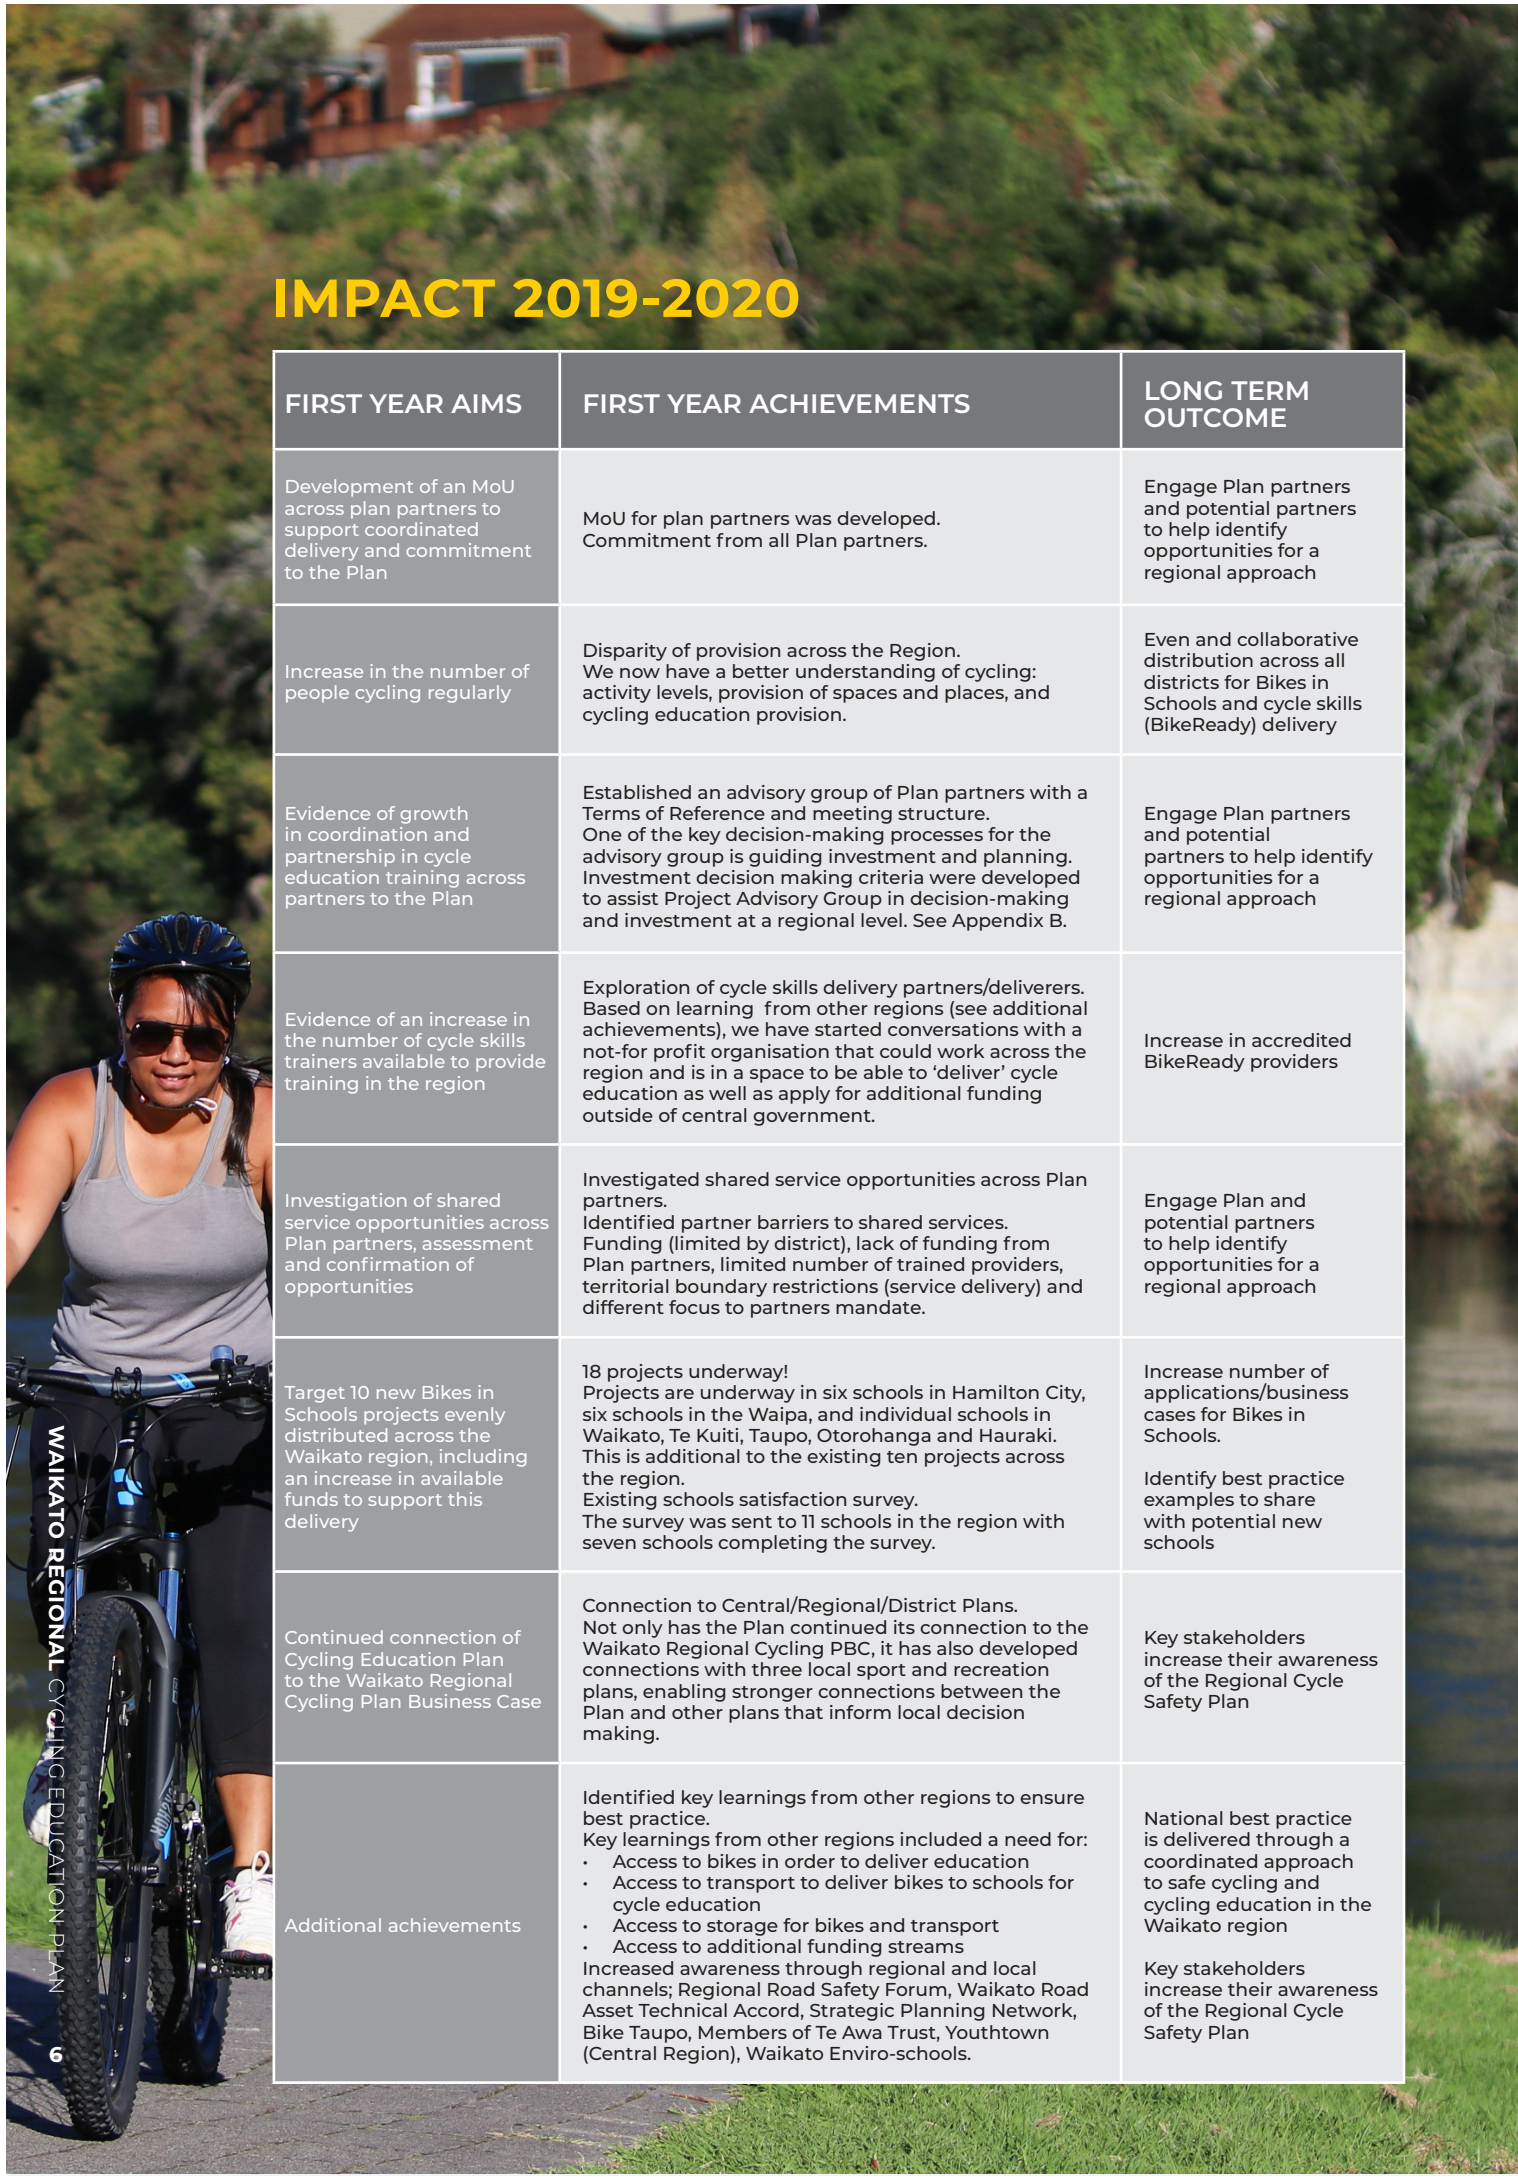 IMPACT 2019-2020
FIRST YEAR AIMS
FIRST YEAR ACHIEVEMENTS
LONG TERM
OUTCOME
Development of an MoU
across plan partners to
support coordinated
delivery and commitment
to the Plan
MoU for plan partners was developed.
Commitment from all Plan partners.
Engage Plan partners
and potential partners
to help identify
opportunities for a
regional approach
Increase in the number of
people cycling regularly
Disparity of provision across the Region.
We now have a better understanding of cycling:
activity levels, provision of spaces and places, and
cycling education provision.
Even and collaborative
distribution across all
districts for Bikes in
Schools and cycle skills
(BikeReady) delivery
Evidence of growth
in coordination and
partnership in cycle
education training across
partners to the Plan
Established an advisory group of Plan partners with a
Terms of Reference and meeting structure.
One of the key decision-making processes for the
advisory group is guiding investment and planning.
Investment decision making criteria were developed
to assist Project Advisory Group in decision-making
and investment at a regional level. See Appendix B.
Engage Plan partners
and potential
partners to help identify
opportunities for a
regional approach
Evidence of an increase in
the number of cycle skills
trainers available to provide
training in the region
Exploration of cycle skills delivery partners/deliverers.
Based on learning  from other regions (see additional
achievements), we have started conversations with a
not-for profit organisation that could work across the
region and is in a space to be able to ‘deliver’ cycle
education as well as apply for additional funding
outside of central government.
Increase in accredited
BikeReady providers
Investigation of shared
service opportunities across
Plan partners, assessment
and confirmation of
opportunities
Investigated shared service opportunities across Plan
partners.
Identified partner barriers to shared services.
Funding (limited by district), lack of funding from
Plan partners, limited number of trained providers,
territorial boundary restrictions (service delivery) and
different focus to partners mandate.
Engage Plan and
potential partners
to help identify
opportunities for a
regional approach
Target 10 new Bikes in
Schools projects evenly
distributed across the
Waikato region, including
an increase in available
funds to support this
delivery
18 projects underway!
Projects are underway in six schools in Hamilton City,
six schools in the Waipa, and individual schools in
Waikato, Te Kuiti, Taupo, Otorohanga and Hauraki.
This is additional to the existing ten projects across
the region.
Existing schools satisfaction survey.
The survey was sent to 11 schools in the region with
seven schools completing the survey.
Increase number of
applications/business
cases for Bikes in
Schools.
Identify best practice
examples to share
with potential new
schools
Continued connection of
Cycling Education Plan
to the Waikato Regional
Cycling Plan Business Case
Connection to Central/Regional/District Plans.
Not only has the Plan continued its connection to the
Waikato Regional Cycling PBC, it has also developed
connections with three local sport and recreation
plans, enabling stronger connections between the
Plan and other plans that inform local decision
making.
Key stakeholders
increase their awareness
of the Regional Cycle
Safety Plan
Additional achievements
Identified key learnings from other regions to ensure
best practice.
Key learnings from other regions included a need for:
• Access to bikes in order to deliver education
• Access to transport to deliver bikes to schools for
cycle education
• Access to storage for bikes and transport
• Access to additional funding streams
Increased awareness through regional and local
channels; Regional Road Safety Forum, Waikato Road
Asset Technical Accord, Strategic Planning Network,
Bike Taupo, Members of Te Awa Trust, Youthtown
(Central Region), Waikato Enviro-schools.
National best practice
is delivered through a
coordinated approach
to safe cycling and
cycling education in the
Waikato region
Key stakeholders
increase their awareness
of the Regional Cycle
Safety Plan
WAIKATO REGIONAL CYCLING EDUCATION PLAN
6